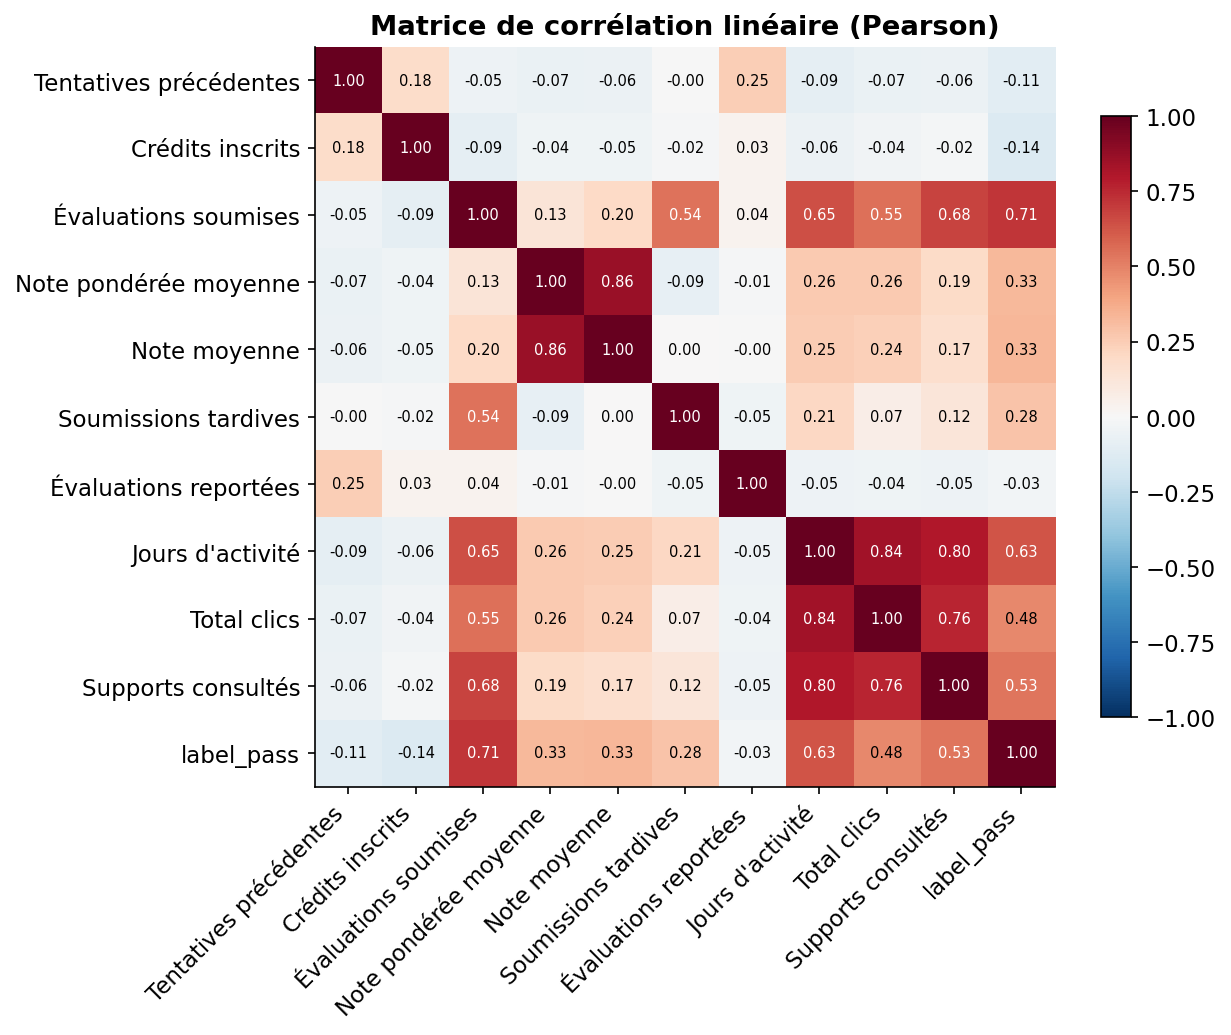 Matrice de corrélation linéaire (Pearson)
Tentatives précédentes 1.00 0.18 -0.05 -0.07 -0.06 -0.00 0.25 -0.09 -0.07 -0.06 -0.11
Crédits inscrits 0.18 1.00 -0.09 -0.04 -0.05 -0.02 0.03 -0.06 -0.04 -0.02 -0.14
Évaluations soumises -0.05 -0.09 1.00 0.13 0.20 0.54 0.04 0.65 0.55 0.68 0.71
Note pondérée moyenne -0.07 -0.04 0.13 1.00 0.86 -0.09 -0.01 0.26 0.26 0.19 0.33
Note moyenne -0.06 -0.05 0.20 0.86 1.00 0.00 -0.00 0.25 0.24 0.17 0.33
Soumissions tardives -0.00 -0.02 0.54 -0.09 0.00 1.00 -0.05 0.21 0.07 0.12 0.28
Évaluations reportées 0.25 0.03 0.04 -0.01 -0.00 -0.05 1.00 -0.05 -0.04 -0.05 -0.03
Jours d'activité -0.09 -0.06 0.65 0.26 0.25 0.21 -0.05 1.00 0.84 0.80 0.63
Total clics -0.07 -0.04 0.55 0.26 0.24 0.07 -0.04 0.84 1.00 0.76 0.48
Supports consultés -0.06 -0.02 0.68 0.19 0.17 0.12 -0.05 0.80 0.76 1.00 0.53
label_pass -0.11 -0.14 0.71 0.33 0.33 0.28 -0.03 0.63 0.48 0.53 1.00
Tentatives précédentes
Crédits inscrits
Évaluations soumises
Note pondérée moyenne
Note moyenne
Soumissions tardives
Évaluations reportées
Jours d'activité
Total clics
Supports consultés
label_pass
1.00
0.75
0.50
0.25
0.00
−0.25
−0.50
−0.75
−1.00